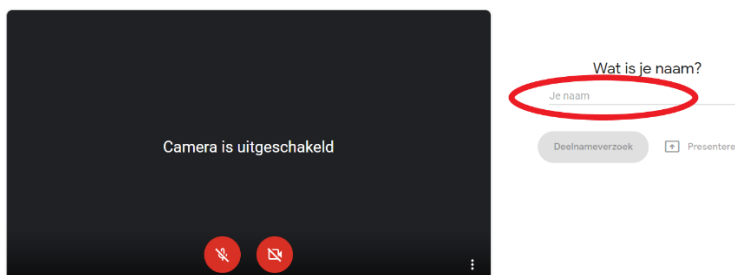 Wat is je naam?
Je naam
Camera is uitgeschakeld
Deelnameverzoek
Presentere